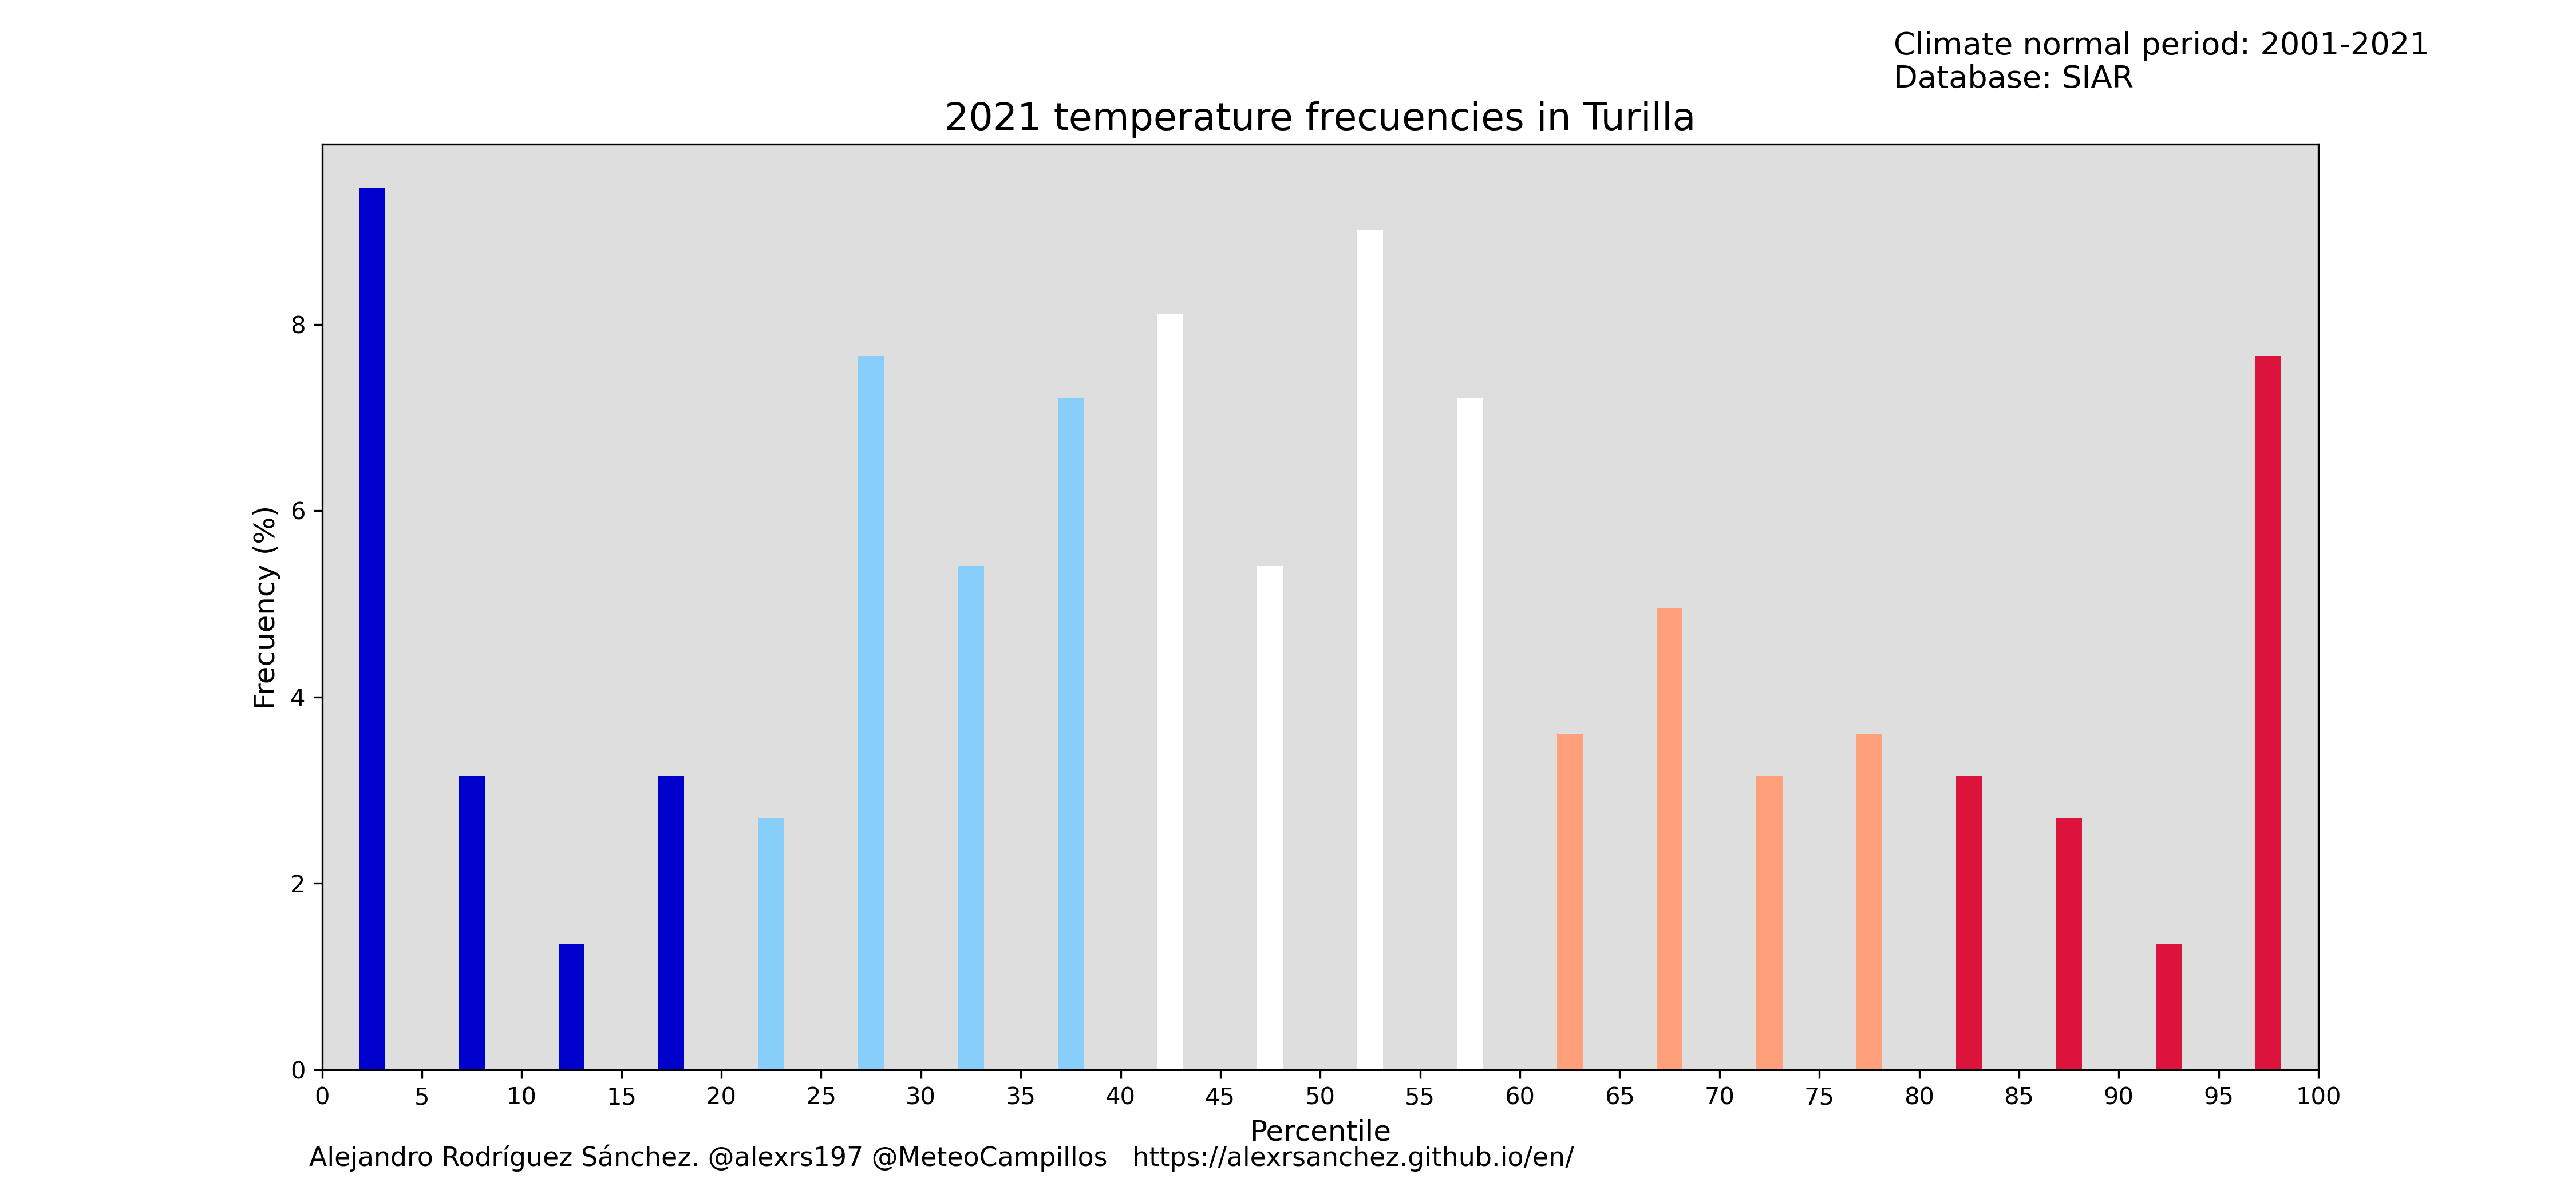 Climate normal period: 2001-2021
Database: SIAR
2021 temperature frecuencies in Turilla
Frecuency (%)
8
6
4
2
0
0 5 10 15 20 25 30 35 40 45 50 55 60 65 70 75 80 85 90 95 100
Percentile
Alejandro Rodríguez Sánchez. @alexrs197 @MeteoCampillos https://alexrsanchez.github.io/en/